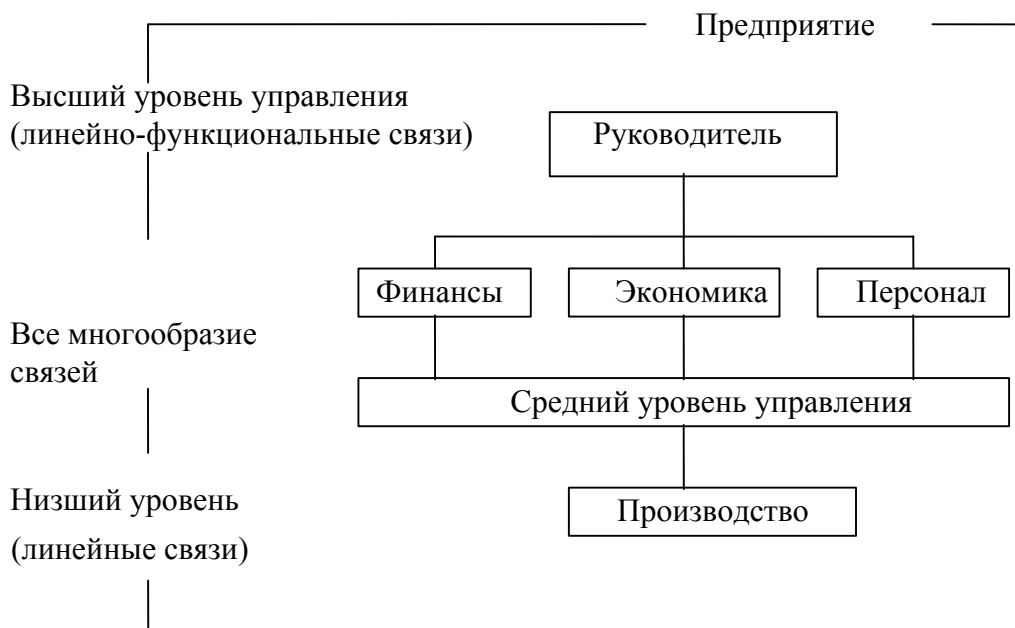 Предприятие
Высший уровень управления
(линейно-функциональные связи)
Руководитель
Финансы
Экономика
Персонал
Все многообразие
связей
Средний уровень управления
Низший уровень
(линейные связи)
Производство